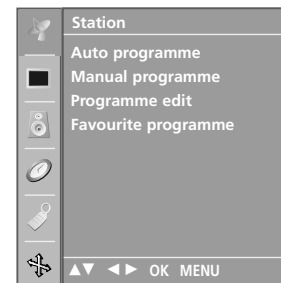 Station
Auto programme
Manual programme
Programme edit
Favourite programme
▲▼ ◄► OK MENU